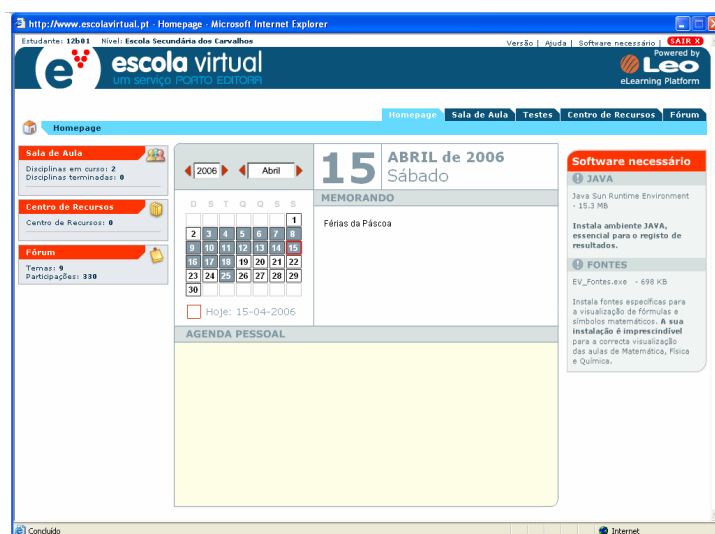 http://www.escolavirtual.pt - Homepage - Microsoft Internet Explorer
Estudante: 12b01 Nível: Escola Secundária dos Carvalhos
Versão | Ajuda | Software necessário | SAIR X
e
escola virtual
um serviço PORTO EDITORA
Powered by
Leo
eLearning Platform
Homepage Sala de Aula Testes Centro de Recursos Fórum
Homepage
Sala de Aula
Disciplinas em curso: 2
Disciplinas terminadas: 0
Centro de Recursos
Centro de Recursos: 0
Fórum
Temas: 9
Participações: 330
2006 Abril
D S T Q Q S S
1
2 3 4 5 6 7 8
9 10 11 12 13 14 15
16 17 18 19 20 21 22
23 24 25 26 27 28 29
30
Hoje: 15-04-2006
15
ABRIL de 2006
Sábado
MEMORANDO
Férias da Páscoa
AGENDA PESSOAL
Software necessário
JAVA
Java Sun Runtime Environment
- 15.3 MB
Instala ambiente JAVA,
essencial para o registo de
resultados.
FONTES
EV_Fontes.exe - 698 KB
Instala fontes específicas para
a visualização de fórmulas e
símbolos matemáticos. A sua
instalação é imprescindível
para a correcta visualização
das aulas de Matemática, Física
e Química.
Concluído
Internet